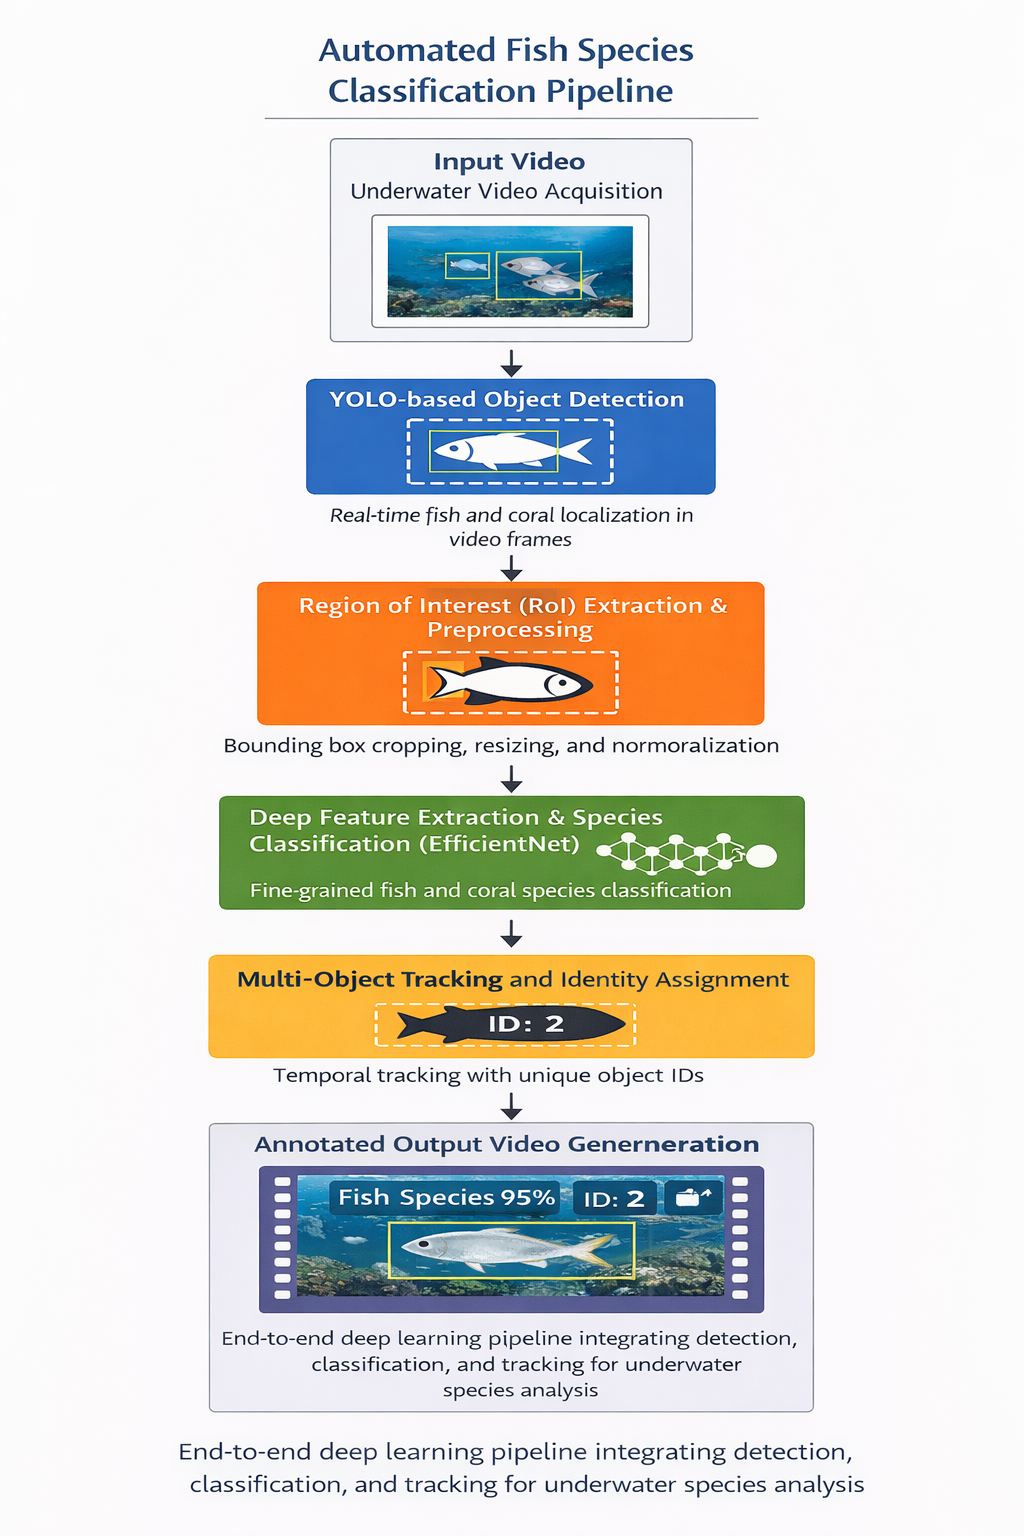 Automated Fish Species
Classification Pipeline
Input Video
Underwater Video Acquisition
YOLO-based Object Detection
Real-time fish and coral localization in
video frames
Region of Interest (RoI) Extraction &
Preprocessing
Bounding box cropping, resizing, and normoralization
Deep Feature Extraction & Species
Classification (EfficientNet)
Fine-grained fish and coral species classification
Multi-Object Tracking and Identity Assignment
ID: 2
Temporal tracking with unique object IDs
Annotated Output Video Generneration
Fish Species 95% ID: 2
End-to-end deep learning pipeline integrating detection,
classification, and tracking for underwater
species analysis
End-to-end deep learning pipeline integrating detection,
classification, and tracking for underwater species analysis